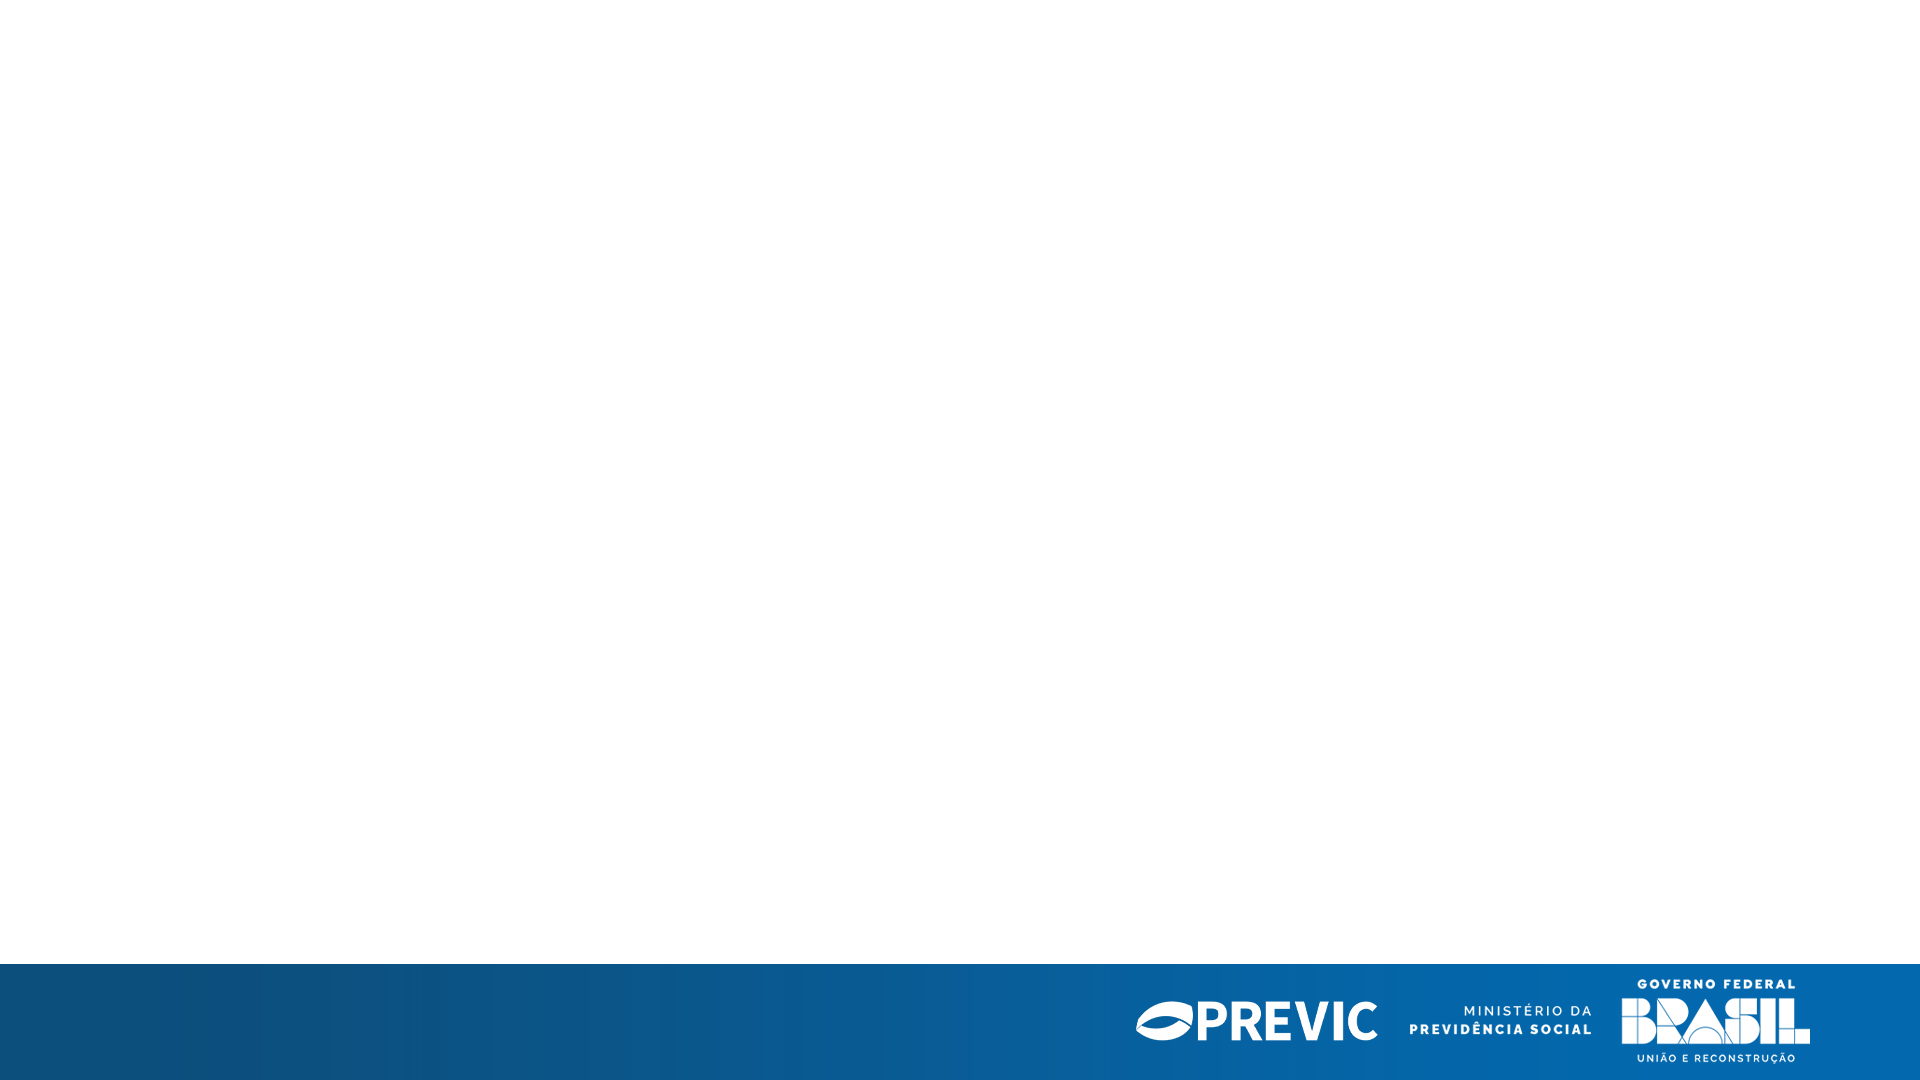 PREVIC
MINISTÉRIO DA
PREVIDÊNCIA SOCIAL
GOVERNO FEDERAL
BRASIL
UNIÃO E RECONSTRUÇÃO